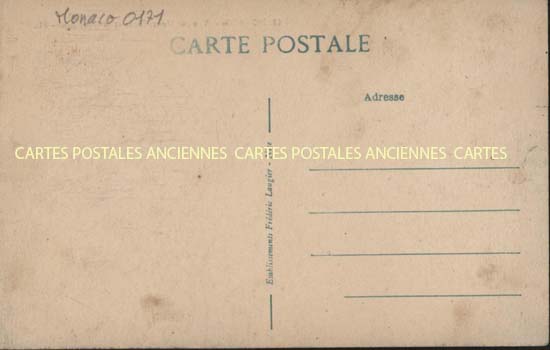 Monaco 0171
CARTE POSTALE
Adresse
CARTES POSTALES ANCIENNES CARTES POSTALES ANCIENNES CARTES
Etablissements Frédéric Laugier -